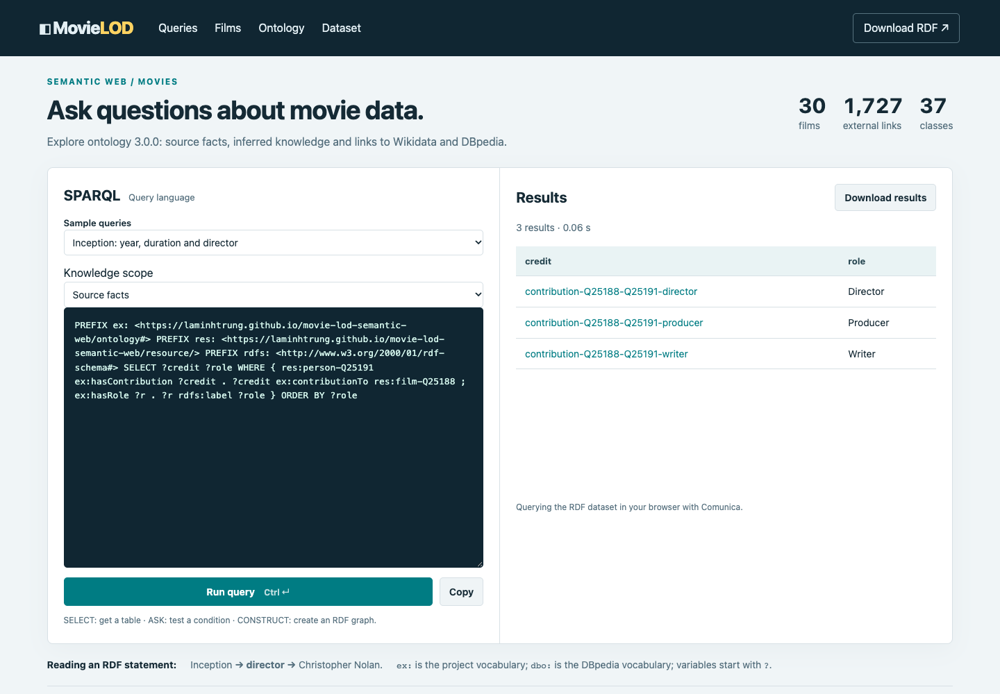 MovieLOD
Queries
Films
Ontology
Dataset
Download RDF ↗
SEMANTIC WEB / MOVIES
Ask questions about movie data.
Explore ontology 3.0.0: source facts, inferred knowledge and links to Wikidata and DBpedia.
30
films
1,727
external links
37
classes
SPARQL Query language
Sample queries
Inception: year, duration and director
Knowledge scope
Source facts
PREFIX ex: <https://laminhtrung.github.io/movie-lod-semantic-
web/ontology#> PREFIX res: <https://laminhtrung.github.io/movie-lod-
semantic-web/resource/> PREFIX rdfs: <http://www.w3.org/2000/01/rdf-
schema#> SELECT ?credit ?role WHERE { res:person-Q25191
ex:hasContribution ?credit . ?credit ex:contributionTo res:film-Q25188 ;
ex:hasRole ?r . ?r rdfs:label ?role } ORDER BY ?role
Run query Ctrl ↵
Copy
SELECT: get a table · ASK: test a condition · CONSTRUCT: create an RDF graph.
Results
Download results
3 results · 0.06 s
credit role
contribution-Q25188-Q25191-director Director
contribution-Q25188-Q25191-producer Producer
contribution-Q25188-Q25191-writer Writer
Querying the RDF dataset in your browser with Comunica.
Reading an RDF statement: Inception → director → Christopher Nolan. ex: is the project vocabulary; dbo: is the DBpedia vocabulary; variables start with ?.